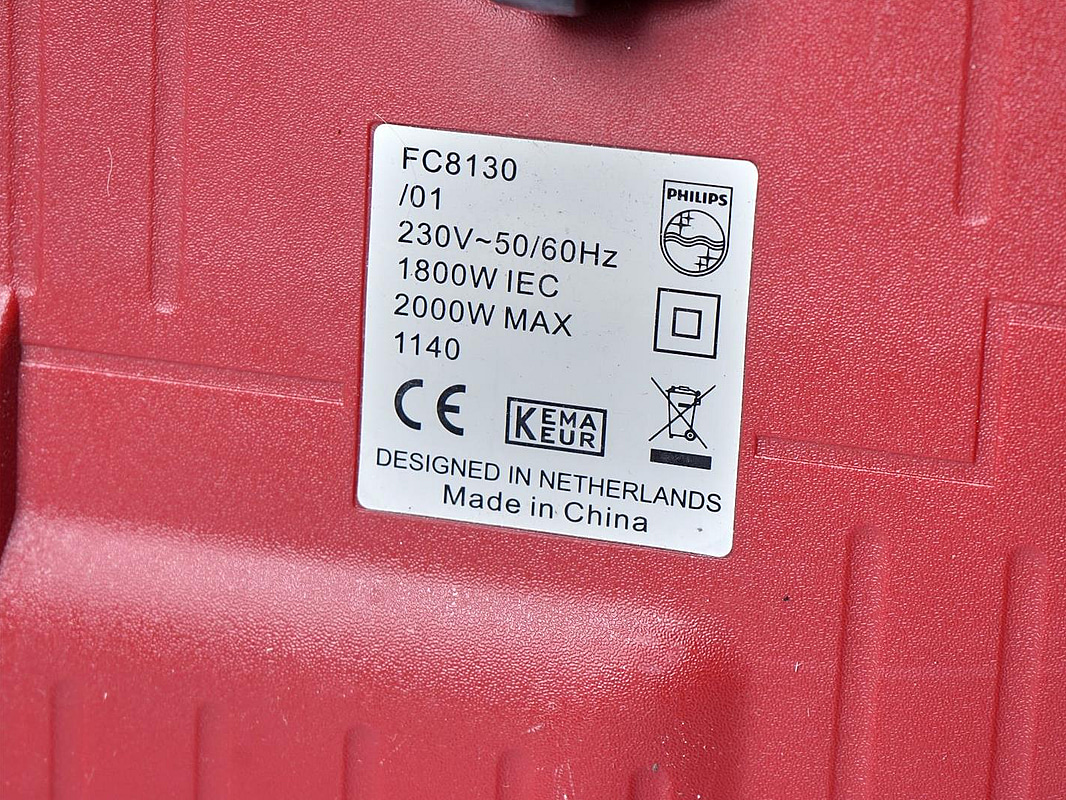 FC8130
/01
230V~50/60Hz
1800W IEC
2000W MAX
1140
PHILIPS
CE
KEMA
EUR
DESIGNED IN NETHERLANDS
Made in China